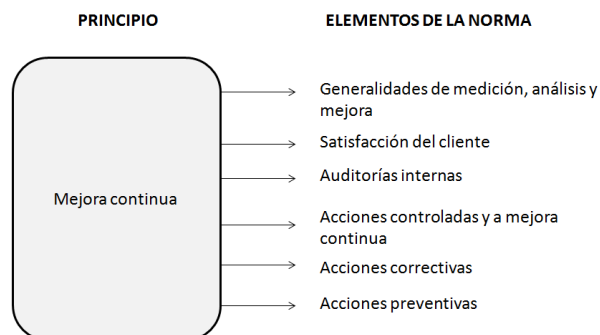 PRINCIPIO
ELEMENTOS DE LA NORMA
Mejora continua
Generalidades de medición, análisis y
mejora
Satisfacción del cliente
Auditorías internas
Acciones controladas y a mejora
continua
Acciones correctivas
Acciones preventivas